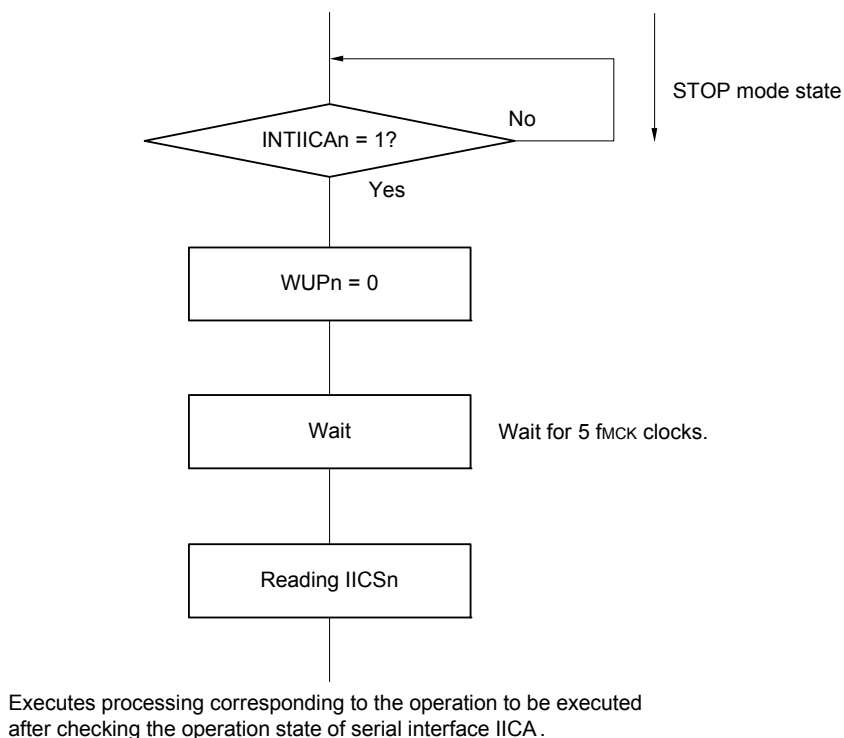 STOP mode state
No
INTIICAn = 1?
Yes
WUPn = 0
Wait
Wait for 5 fMCK clocks.
Reading IICSn
Executes processing corresponding to the operation to be executed
after checking the operation state of serial interface IICA .